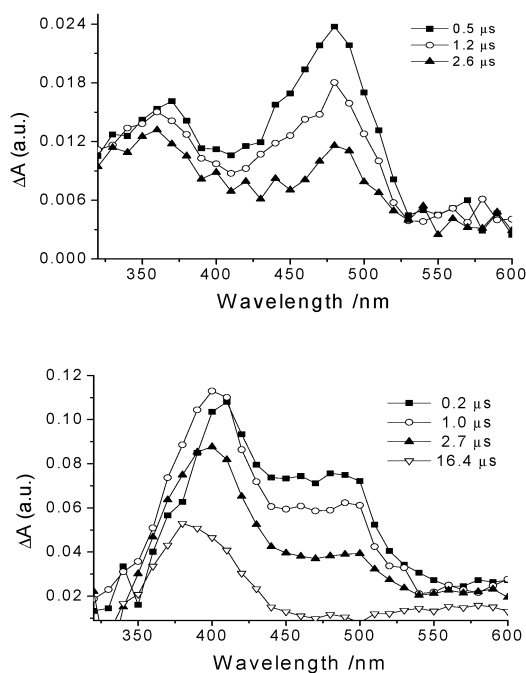 0.024
0.018
0.012
0.006
0.000
ΔA (a.u.)
0.5 μs
1.2 μs
2.6 μs
350 400 450 500 550 600
Wavelength /nm
0.12
0.10
0.08
0.06
0.04
0.02
ΔA (a.u.)
0.2 μs
1.0 μs
2.7 μs
16.4 μs
350 400 450 500 550 600
Wavelength /nm